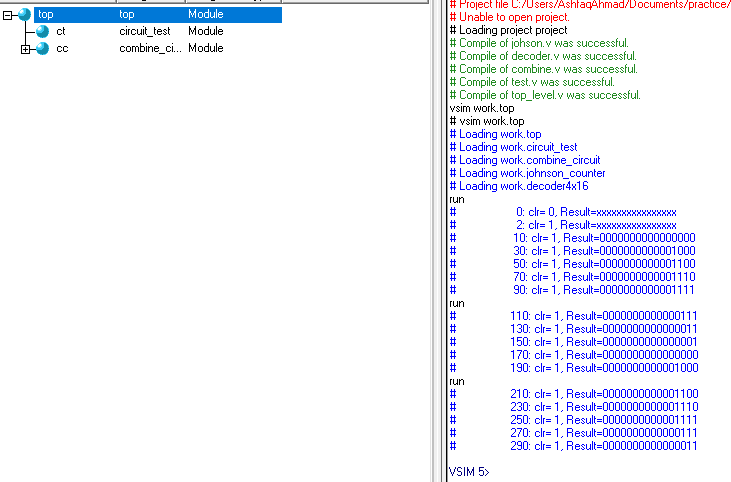 top top Module
ct circuit_test Module
cc combine_ci... Module
# Project file C:/Users/AshfaqAhmad/Documents/practice/
# Unable to open project.
# Loading project project
# Compile of johson.v was successful.
# Compile of decoder.v was successful.
# Compile of combine.v was successful.
# Compile of test.v was successful.
# Compile of top_level.v was successful.
vsim work.top
# vsim work.top
# Loading work.top
# Loading work.circuit_test
# Loading work.combine_circuit
# Loading work.johnson_counter
# Loading work.decoder4x16
run
# 0: clr= 0, Result=xxxxxxxxxxxxxxxx
# 2: clr= 1, Result=xxxxxxxxxxxxxxxx
# 10: clr= 1, Result=0000000000000000
# 30: clr= 1, Result=0000000000001000
# 50: clr= 1, Result=0000000000001100
# 70: clr= 1, Result=0000000000001110
# 90: clr= 1, Result=0000000000001111
run
# 110: clr= 1, Result=0000000000000111
# 130: clr= 1, Result=0000000000000011
# 150: clr= 1, Result=0000000000000001
# 170: clr= 1, Result=0000000000000000
# 190: clr= 1, Result=0000000000001000
run
# 210: clr= 1, Result=0000000000001100
# 230: clr= 1, Result=0000000000001110
# 250: clr= 1, Result=0000000000001111
# 270: clr= 1, Result=0000000000000111
# 290: clr= 1, Result=0000000000000011
VSIM 5>